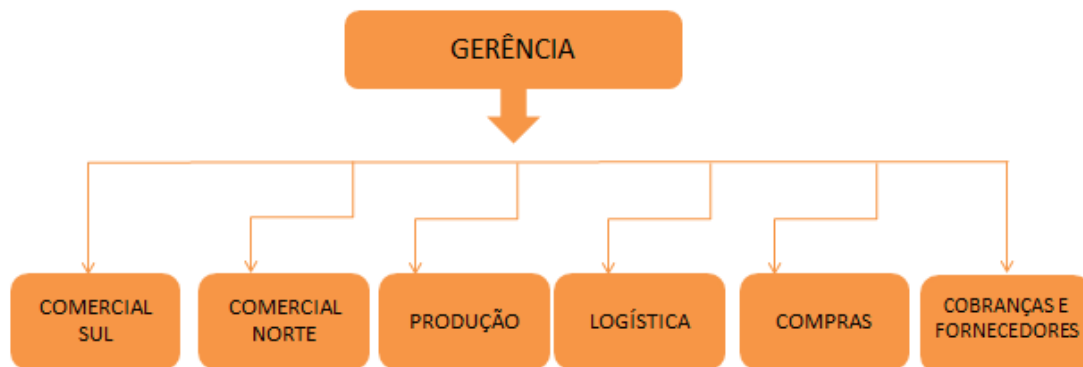 GERÊNCIA
COMERCIAL
SUL
COMERCIAL
NORTE
PRODUÇÃO
LOGÍSTICA
COMPRAS
COBRANÇAS E
FORNECEDORES